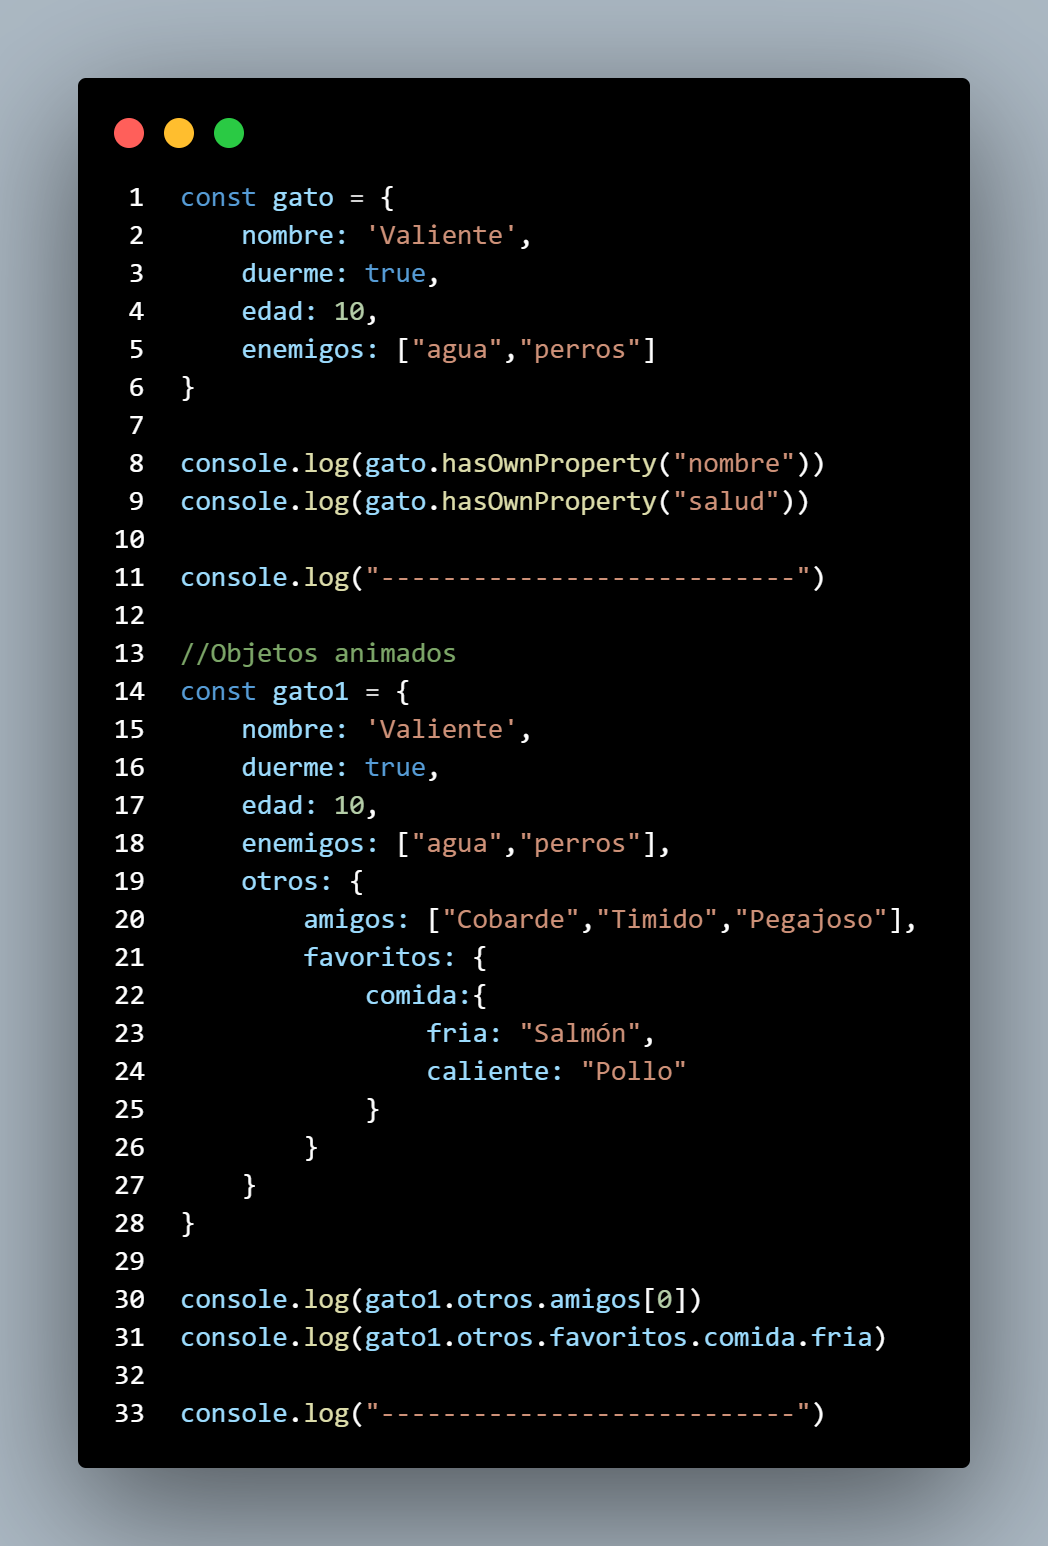 1 const gato = {
2     nombre: 'Valiente',
3     duerme: true,
4     edad: 10,
5     enemigos: ["agua","perros"]
6 }
7
8 console.log(gato.hasOwnProperty("nombre"))
9 console.log(gato.hasOwnProperty("salud"))
10
11 console.log("---------------------------")
12
13 //Objetos animados
14 const gato1 = {
15     nombre: 'Valiente',
16     duerme: true,
17     edad: 10,
18     enemigos: ["agua","perros"],
19     otros: {
20         amigos: ["Cobarde","Timido","Pegajoso"],
21         favoritos: {
22             comida:{
23                 fria: "Salmón",
24                 caliente: "Pollo"
25             }
26         }
27     }
28 }
29
30 console.log(gato1.otros.amigos[0])
31 console.log(gato1.otros.favoritos.comida.fria)
32
33 console.log("---------------------------")